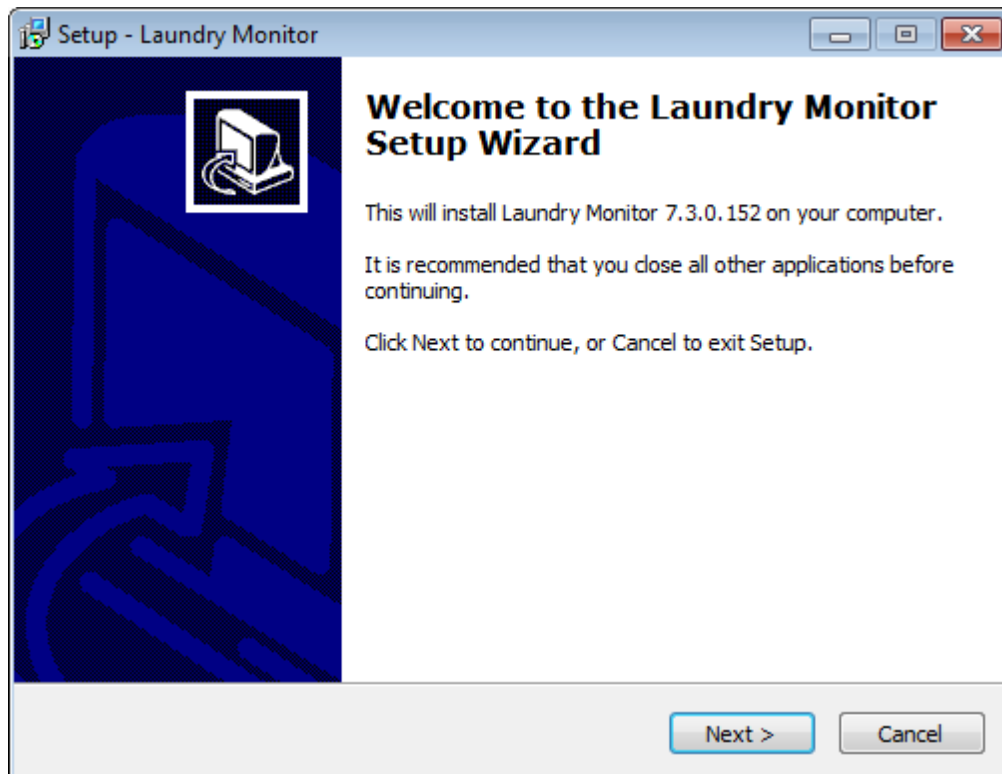 Setup - Laundry Monitor
Welcome to the Laundry Monitor
Setup Wizard
This will install Laundry Monitor 7.3.0.152 on your computer.
It is recommended that you close all other applications before
continuing.
Click Next to continue, or Cancel to exit Setup.
Next >
Cancel